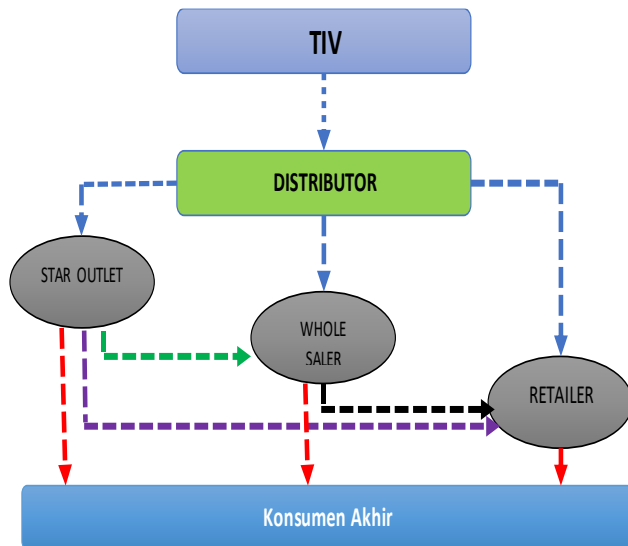 TIV
DISTRIBUTOR
STAR OUTLET
WHOLE
SALER
RETAILER
Konsumen Akhir